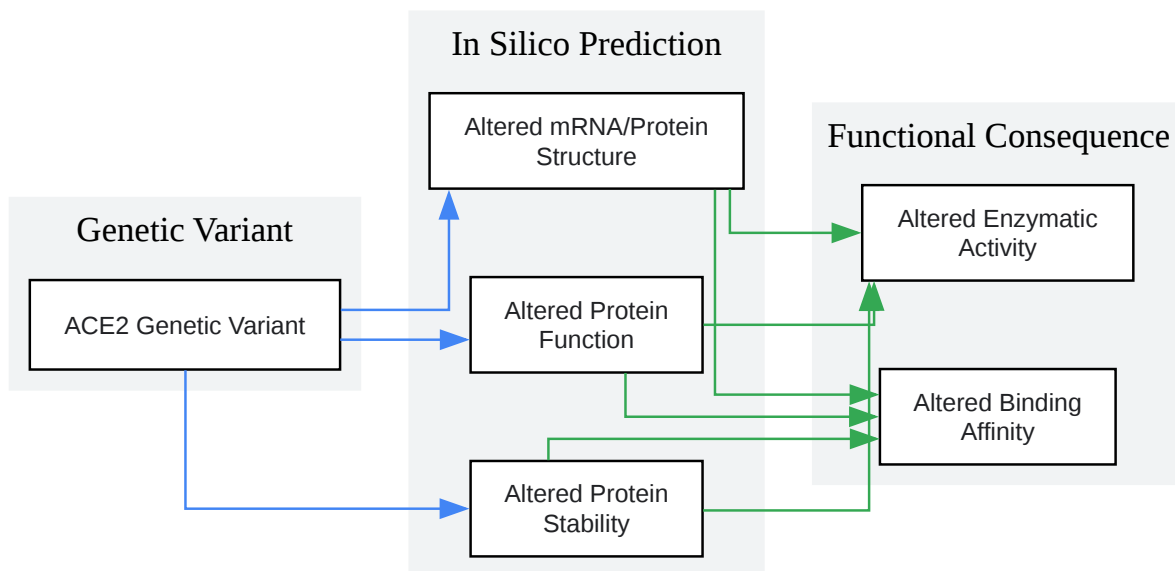 In Silico Prediction
Altered mRNA/Protein
Structure
Functional Consequence
Genetic Variant
Altered Enzymatic
Activity
ACE2 Genetic Variant
Altered Protein
Function
Altered Binding
Affinity
Altered Protein
Stability